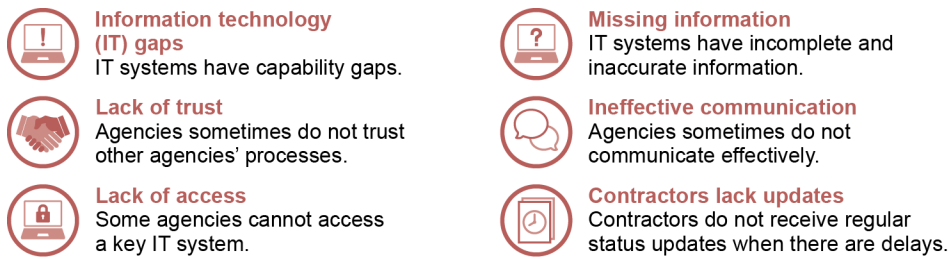 Information technology
(IT) gaps
IT systems have capability gaps.
Lack of trust
Agencies sometimes do not trust
other agencies’ processes.
Lack of access
Some agencies cannot access
a key IT system.
Missing information
IT systems have incomplete and
inaccurate information.
Ineffective communication
Agencies sometimes do not
communicate effectively.
Contractors lack updates
Contractors do not receive regular
status updates when there are delays.